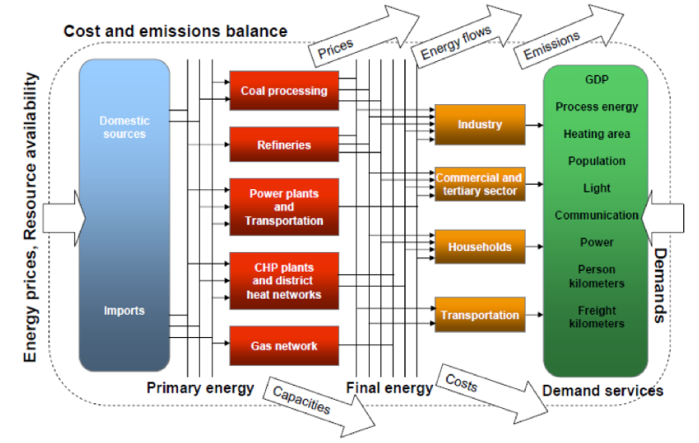 Cost and emissions balance
Prices
Energy flows
Emissions
Energy prices, Resource availability
Domestic
sources
Imports
Coal processing
Refineries
Power plants
and
Transportation
CHP plants
and district
heat networks
Gas network
Industry
Commercial and
tertiary sector
Households
Transportation
GDP
Process energy
Heating area
Population
Light
Communication
Power
Person
kilometers
Freight
kilometers
Demands
Primary energy
Final energy
Demand services
Capacities
Costs